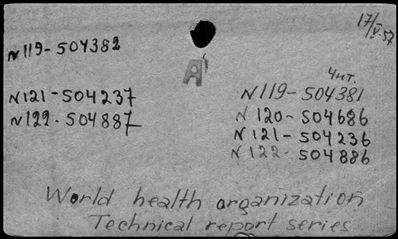 17/V.57
N119-504382
A
Чит.
N119-504381
N121-504237
N120-504686
N122-504887
N121-504236
N122-504886
World health organization
Technical report series